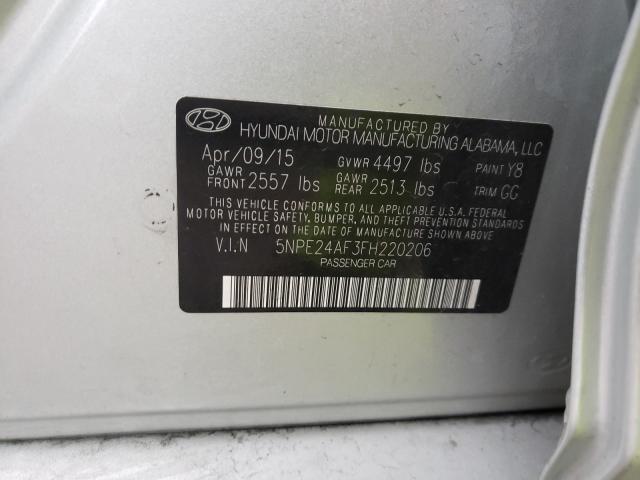 MANUFACTURED BY
HYUNDAI MOTOR MANUFACTURING ALABAMA, LLC
Apr/09/15 GVWR 4497 lbs PAINT Y8
GAWR FRONT 2557 lbs GAWR REAR 2513 lbs TRIM GG
THIS VEHICLE CONFORMS TO ALL APPLICABLE U.S.A. FEDERAL
MOTOR VEHICLE SAFETY, BUMPER, AND THEFT PREVENTION STANDARDS
IN EFFECT ON THE DATE OF MANUFACTURE SHOWN ABOVE.
V.I.N 5NPE24AF3FH220206
PASSENGER CAR